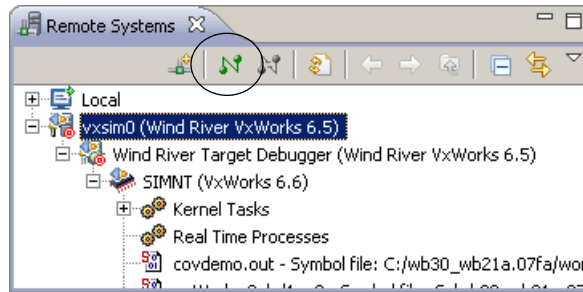 Remote Systems
Local
vxsim0 (Wind River VxWorks 6.5)
Wind River Target Debugger (Wind River VxWorks 6.5)
SIMNT (VxWorks 6.6)
Kernel Tasks
Real Time Processes
covdemo.out - Symbol file: C:/wb30_wb21a.07fa/wor